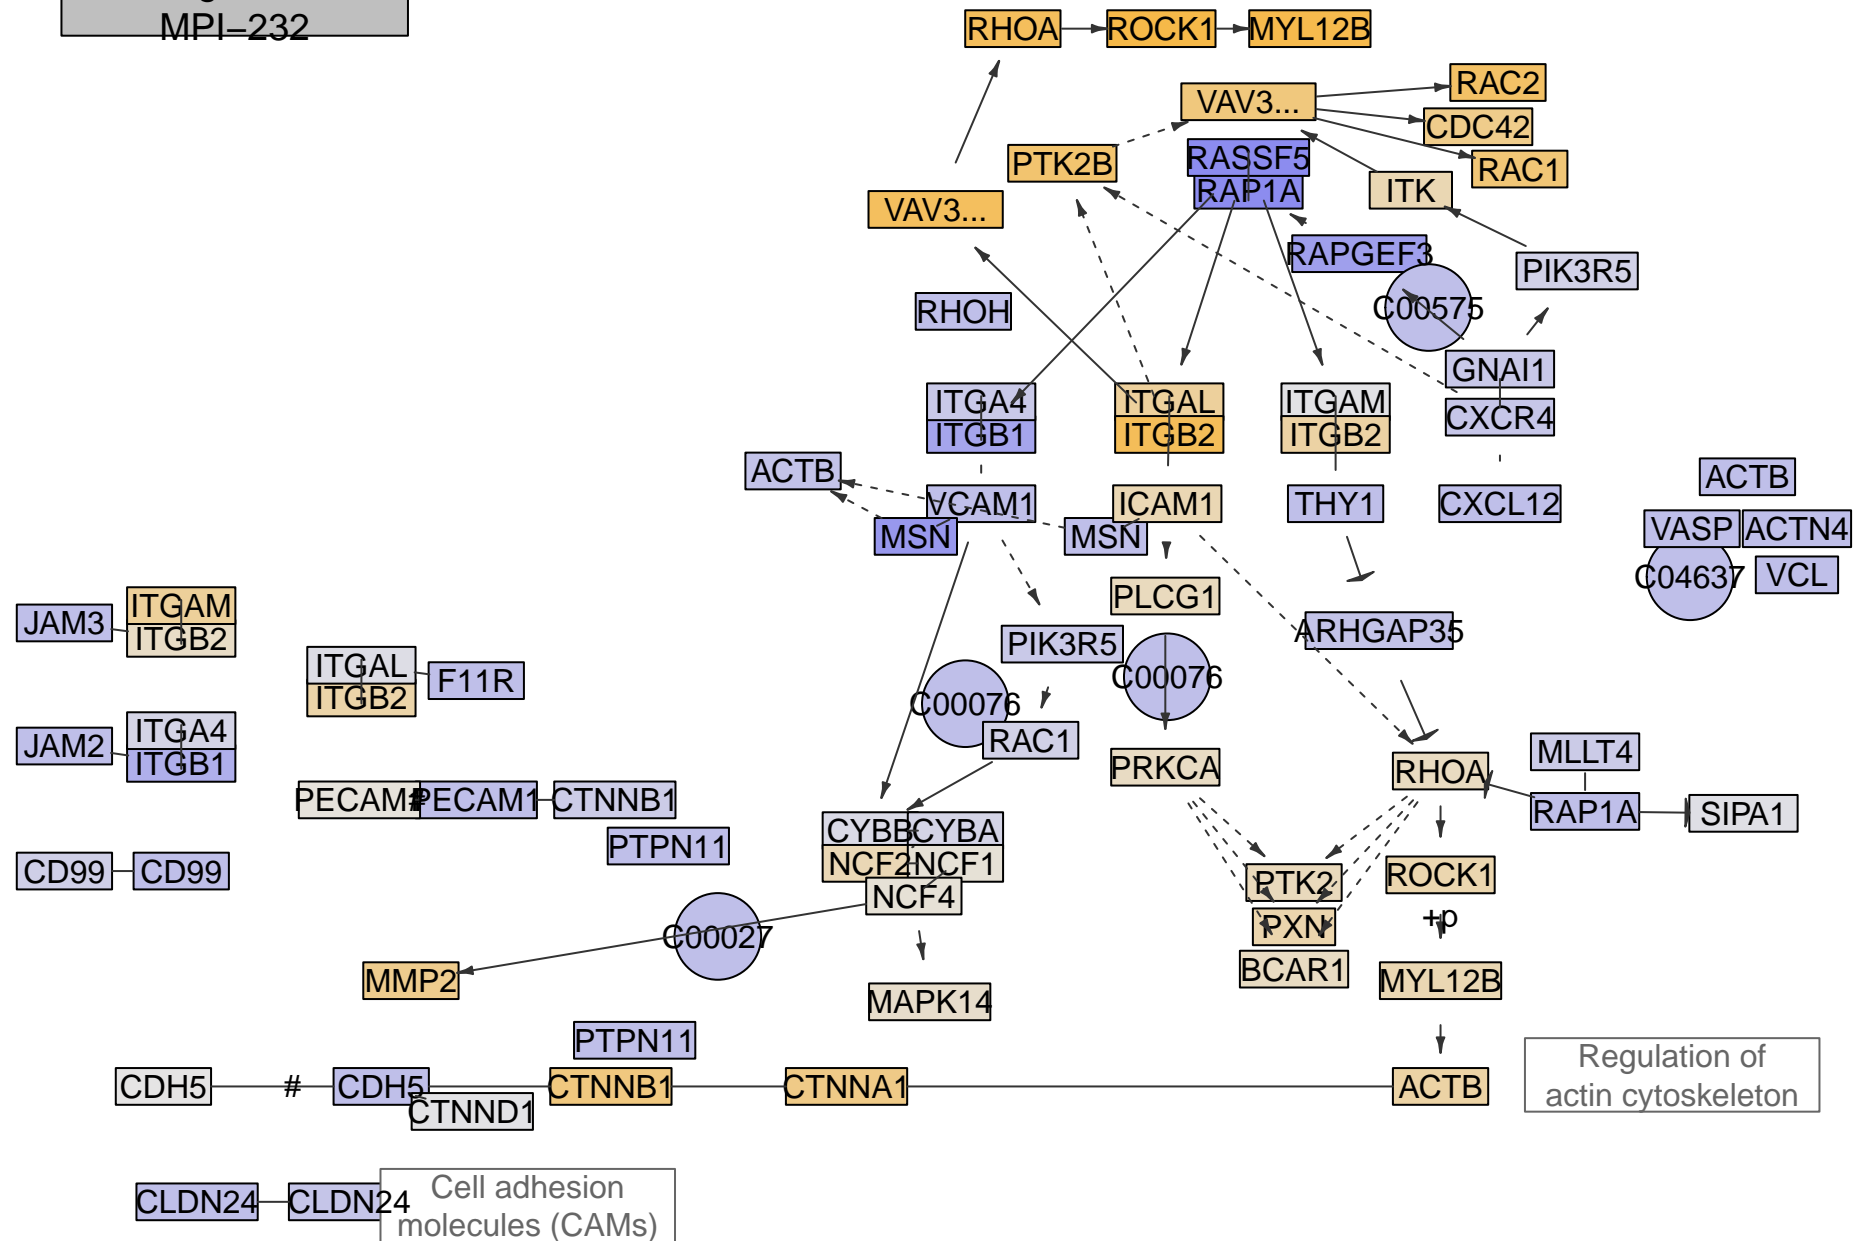 MPI−232
RHOA
ROCK1
MYL12B
RAC2
VAV3...
CDC42
RAC1
PTK2B
RASSF5
RAP1A
ITK
VAV3...
RAPGEF3
PIK3R5
C00575
RHOH
GNAI1
ITGA4
ITGAL
ITGAM
CXCR4
ITGB1
ITGB2
ITGB2
ACTB
ACTB
VCAM1
ICAM1
THY1
CXCL12
MSN
MSN
VASP
ACTN4
C04637
VCL
PLCG1
JAM3
ITGAM
ITGB2
PIK3R5
ARHGAP35
ITGAL
F11R
ITGB2
C00076
C00076
JAM2
ITGA4
ITGB1
RAC1
PRKCA
RHOA
MLLT4
RAP1A
SIPA1
PECAM1
#
PECAM1
CTNNB1
PTPN11
CYBB
CYBA
NCF2
NCF1
NCF4
CD99
CD99
PTK2
ROCK1
PXN
+p
C00027
BCAR1
MMP2
MYL12B
MAPK14
PTPN11
CDH5
#
CDH5
CTNNB1
CTNNA1
ACTB
CTNND1
Regulation of
actin cytoskeleton
CLDN24
CLDN24
Cell adhesion
molecules (CAMs)